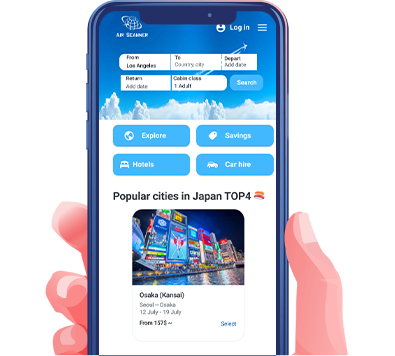 AIR SCANNER
Log in
From To Depart
Los Angeles Country, city Add date
Return Cabin class
Add date 1 Adult Search
Explore Savings
Hotels Car hire
Popular cities in Japan TOP4 🍣
Osaka (Kansai)
Seoul – Osaka
12 July - 19 July
From 157$ ~ Select